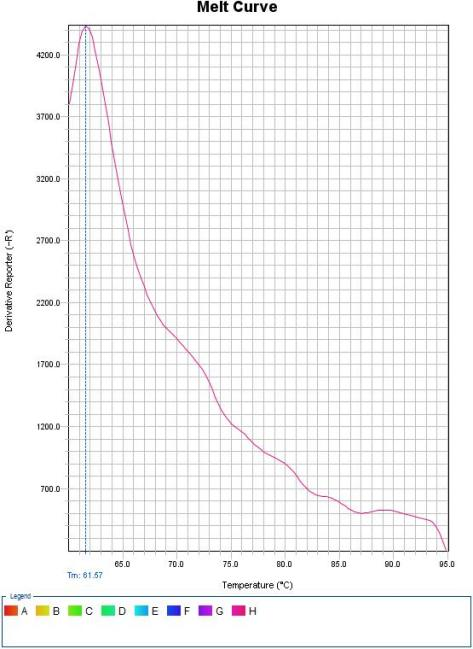 Melt Curve
Derivative Reporter (-R')
4200.0
3700.0
3200.0
2700.0
2200.0
1700.0
1200.0
700.0
65.0 70.0 75.0 80.0 85.0 90.0 95.0
Tm: 61.57
Temperature (°C)
Legend
A B C D E F G H